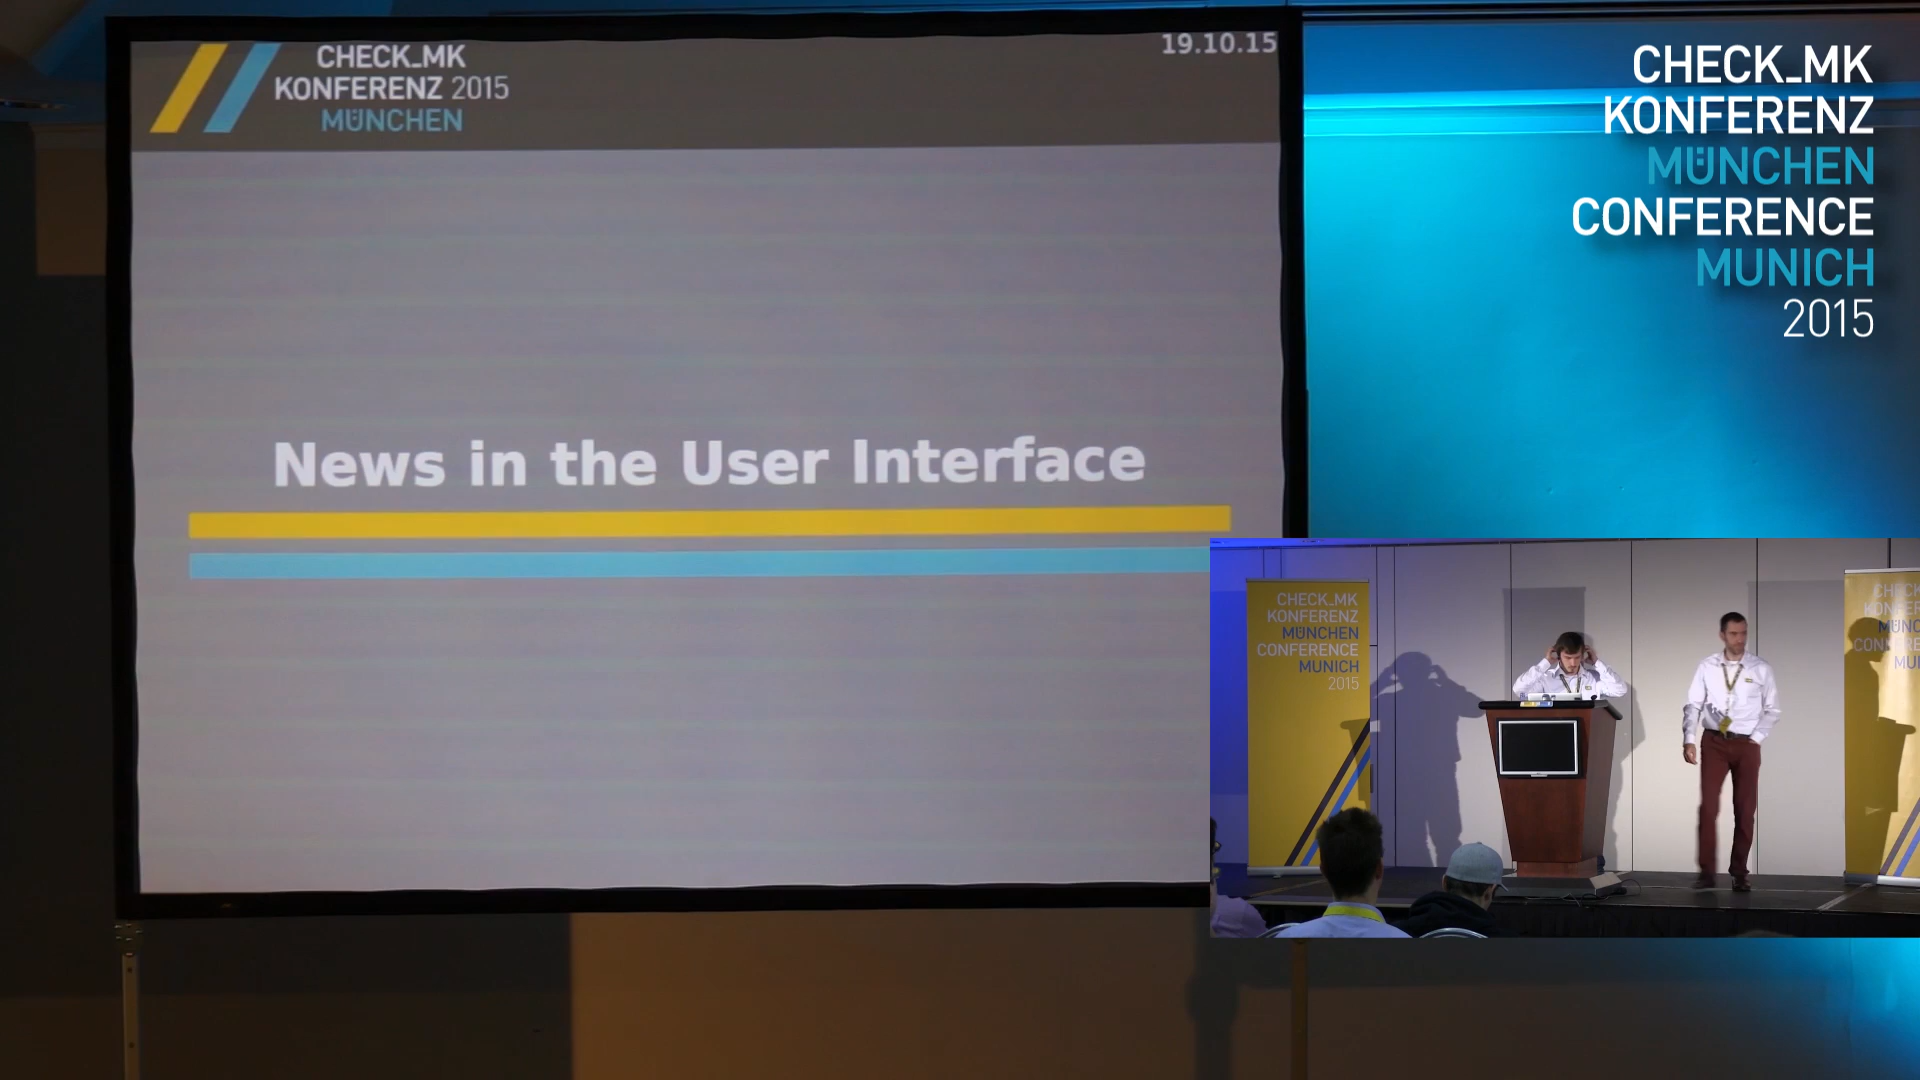 CHECK_MK
KONFERENZ 2015
MÜNCHEN
19.10.15
News in the User Interface
CHECK_MK
KONFERENZ
MÜNCHEN
CONFERENCE
MUNICH
2015
CHECK_MK
KONFERENZ
MÜNCHEN
CONFERENCE
MUNICH
2015